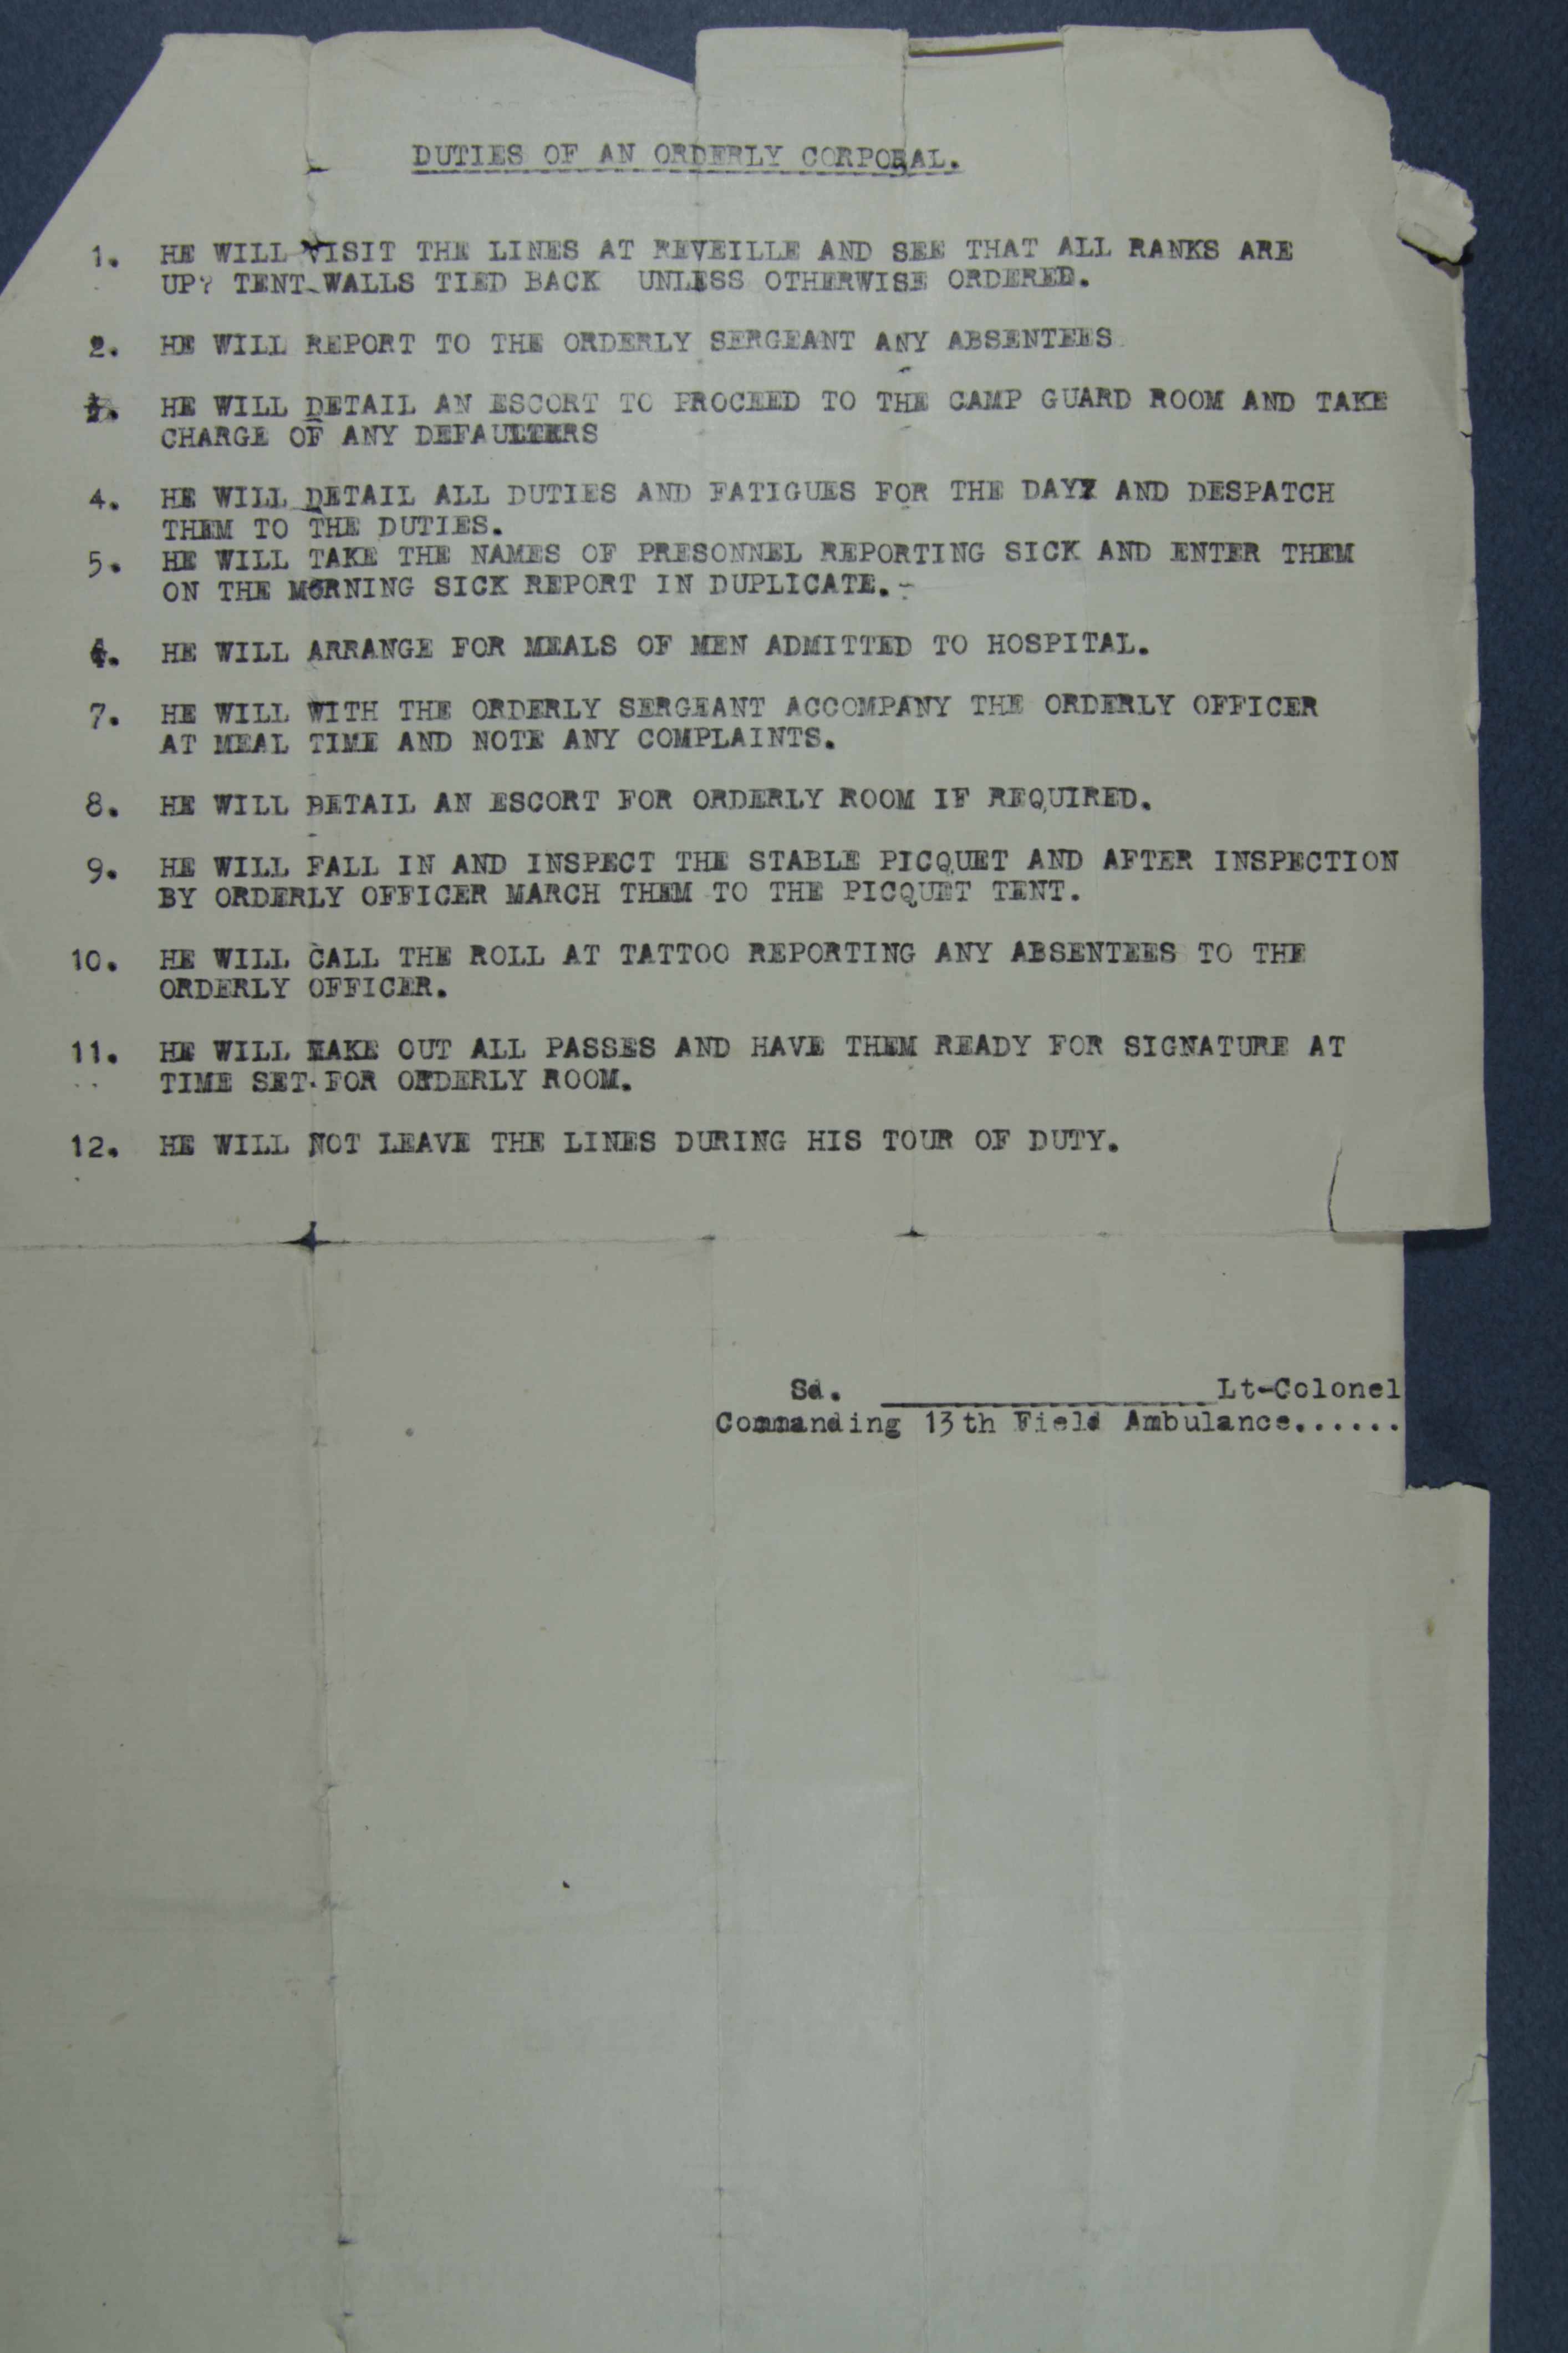 DUTIES OF AN ORDERLY CORPORAL.
1. HE WILL VISIT THE LINES AT REVEILLE AND SEE THAT ALL RANKS ARE
UP? TENT WALLS TIED BACK UNLESS OTHERWISE ORDERED.
2. HE WILL REPORT TO THE ORDERLY SERGEANT ANY ABSENTEES
3. HE WILL DETAIL AN ESCORT TO PROCEED TO THE CAMP GUARD ROOM AND TAKE
CHARGE OF ANY DEFAULTERS
4. HE WILL DETAIL ALL DUTIES AND FATIGUES FOR THE DAY AND DESPATCH
THEM TO THE DUTIES.
5. HE WILL TAKE THE NAMES OF PRESONNEL REPORTING SICK AND ENTER THEM
ON THE MORNING SICK REPORT IN DUPLICATE.-
6. HE WILL ARRANGE FOR MEALS OF MEN ADMITTED TO HOSPITAL.
7. HE WILL WITH THE ORDERLY SERGEANT ACCOMPANY THE ORDERLY OFFICER
AT MEAL TIME AND NOTE ANY COMPLAINTS.
8. HE WILL DETAIL AN ESCORT FOR ORDERLY ROOM IF REQUIRED.
9. HE WILL FALL IN AND INSPECT THE STABLE PICQUET AND AFTER INSPECTION
BY ORDERLY OFFICER MARCH THEM TO THE PICQUET TENT.
10. HE WILL CALL THE ROLL AT TATTOO REPORTING ANY ABSENTEES TO THE
ORDERLY OFFICER.
11. HE WILL MAKE OUT ALL PASSES AND HAVE THEM READY FOR SIGNATURE AT
TIME SET FOR ORDERLY ROOM.
12. HE WILL NOT LEAVE THE LINES DURING HIS TOUR OF DUTY.
Sd. __________________Lt-Colonel
Commanding 13th Field Ambulance......